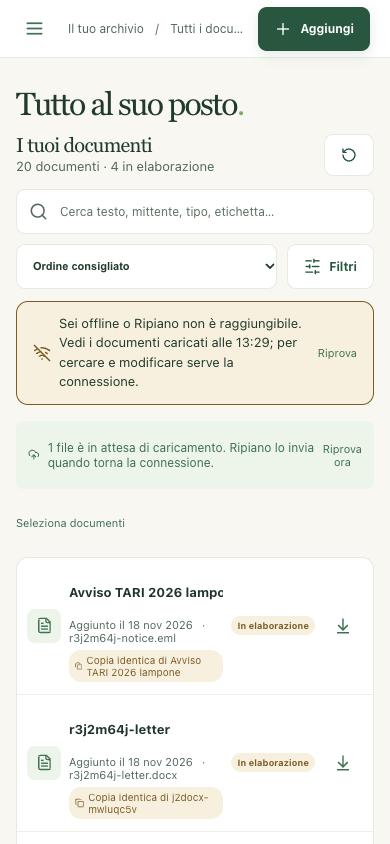 Il tuo archivio / Tutti i docu...
Aggiungi
Tutto al suo posto.
I tuoi documenti
20 documenti · 4 in elaborazione
Cerca testo, mittente, tipo, etichetta...
Ordine consigliato
Filtri
Sei offline o Ripiano non è raggiungibile.
Vedi i documenti caricati alle 13:29; per
cercare e modificare serve la
connessione.
Riprova
1 file è in attesa di caricamento. Ripiano lo invia
quando torna la connessione.
Riprova
ora
Seleziona documenti
Avviso TARI 2026 lampo
Aggiunto il 18 nov 2026 ·
r3j2m64j-notice.eml
In elaborazione
Copia identica di Avviso
TARI 2026 lampone
r3j2m64j-letter
Aggiunto il 18 nov 2026 ·
r3j2m64j-letter.docx
In elaborazione
Copia identica di j2docx-
mwluqc5v